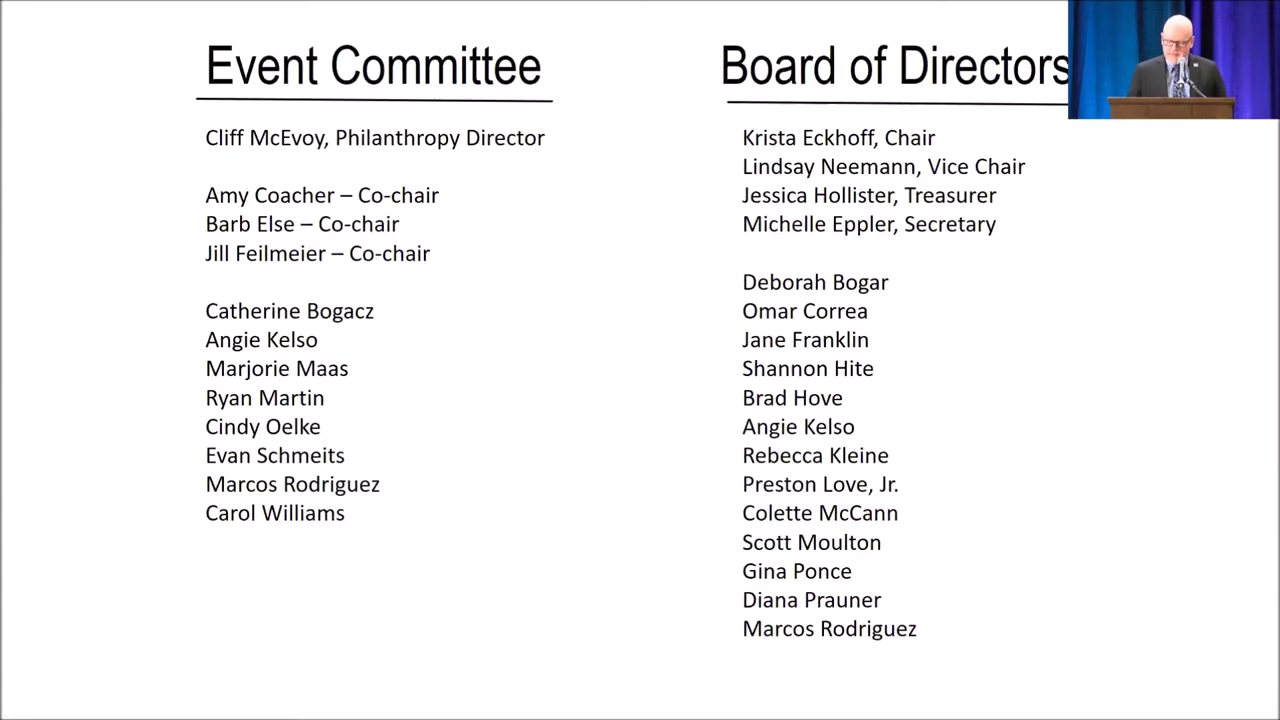 Event Committee
Cliff McEvoy, Philanthropy Director
Amy Coacher – Co-chair
Barb Else – Co-chair
Jill Feilmeier – Co-chair
Catherine Bogacz
Angie Kelso
Marjorie Maas
Ryan Martin
Cindy Oelke
Evan Schmeits
Marcos Rodriguez
Carol Williams
Board of Directors
Krista Eckhoff, Chair
Lindsay Neemann, Vice Chair
Jessica Hollister, Treasurer
Michelle Eppler, Secretary
Deborah Bogar
Omar Correa
Jane Franklin
Shannon Hite
Brad Hove
Angie Kelso
Rebecca Kleine
Preston Love, Jr.
Colette McCann
Scott Moulton
Gina Ponce
Diana Prauner
Marcos Rodriguez